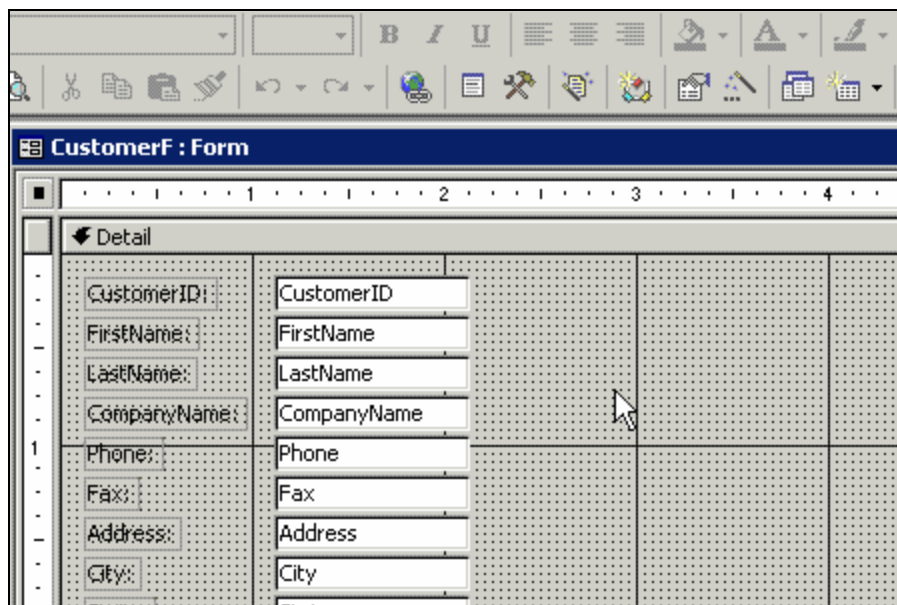 B I U A
CustomerF : Form
1 2 3 4
Detail
CustomerID: CustomerID
FirstName: FirstName
LastName: LastName
CompanyName: CompanyName
1
Phone: Phone
Fax: Fax
Address: Address
City: City